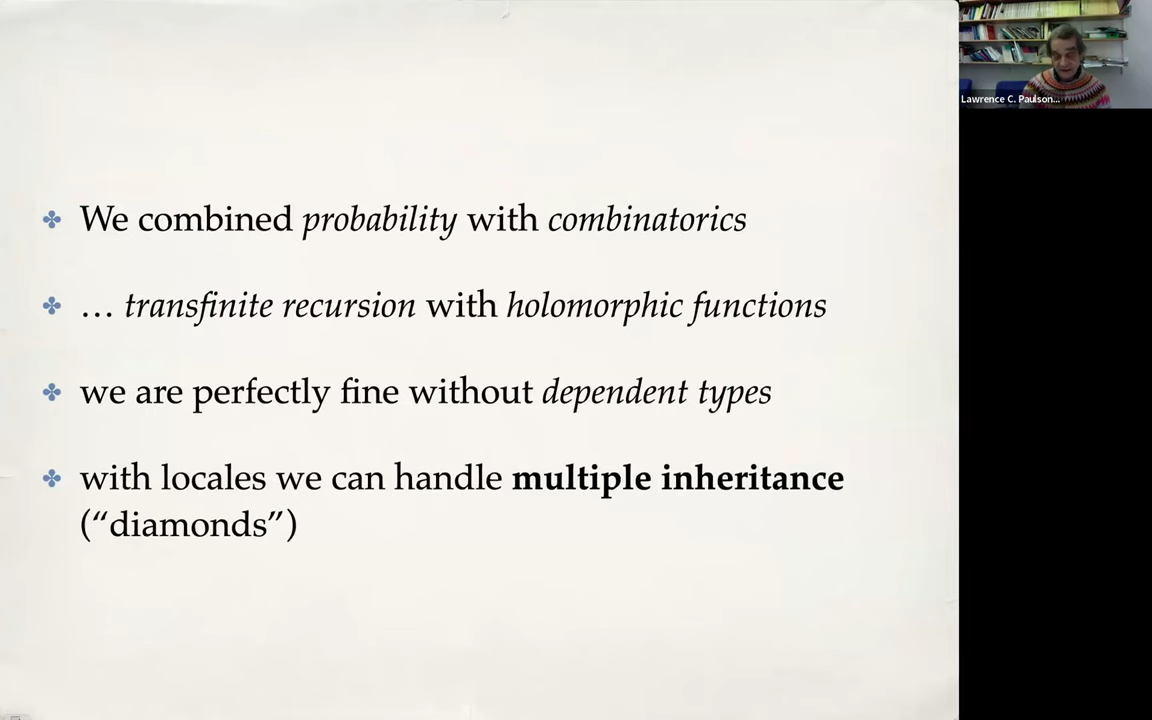 We combined probability with combinatorics
… transfinite recursion with holomorphic functions
we are perfectly fine without dependent types
with locales we can handle multiple inheritance
(“diamonds”)
Lawrence C. Paulson...